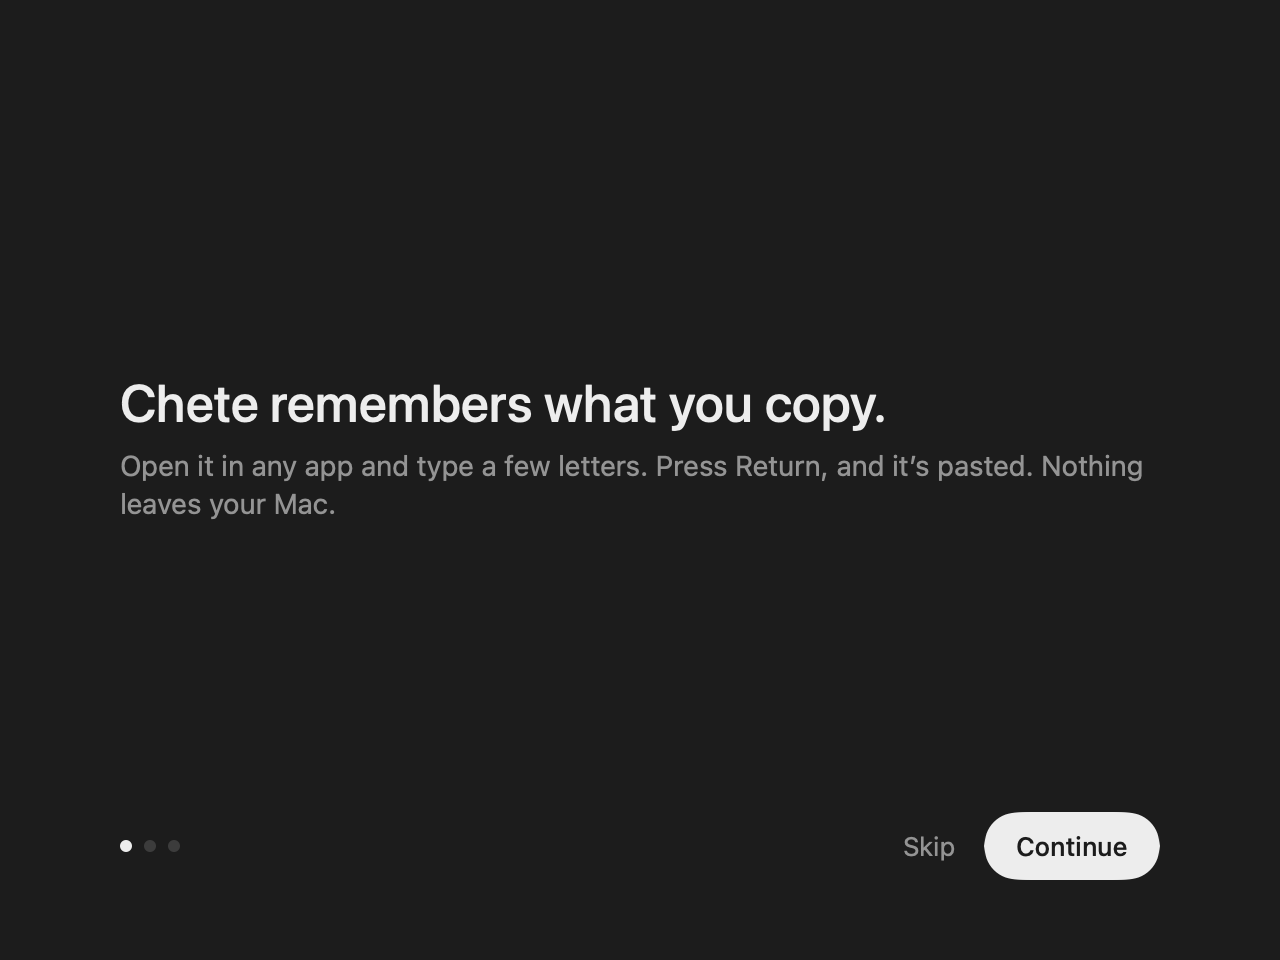 Chete remembers what you copy.
Open it in any app and type a few letters. Press Return, and it’s pasted. Nothing
leaves your Mac.
Skip
Continue